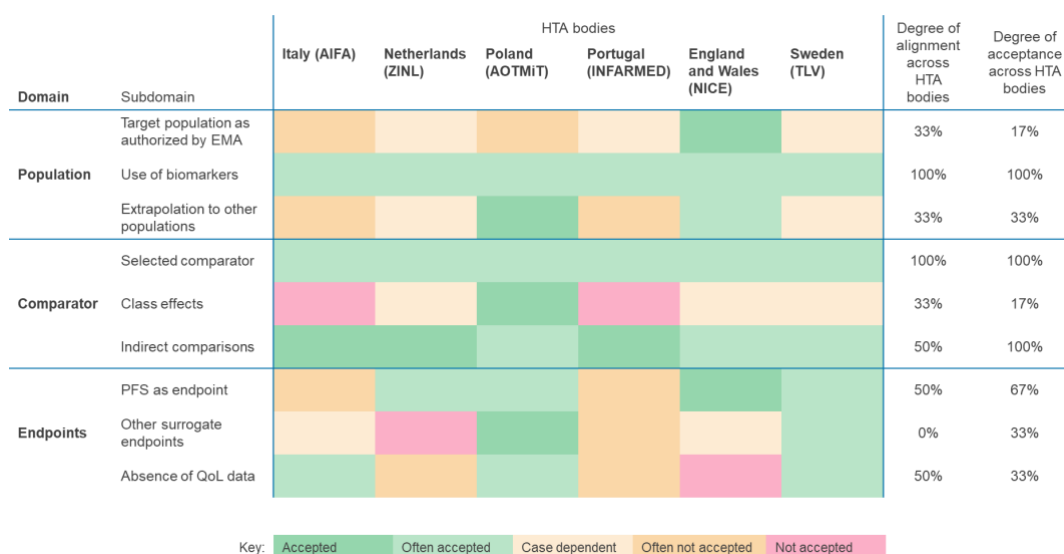 HTA bodies
Italy (AIFA)
Netherlands
(ZINL)
Poland
(AOTMiT)
Portugal
(INFARMED)
England
and Wales
(NICE)
Sweden
(TLV)
Degree of
alignment
across
HTA
bodies
Degree of
acceptance
across HTA
bodies
Domain
Subdomain
Target population as
authorized by EMA
33%
17%
Population
Use of biomarkers
100%
100%
Extrapolation to other
populations
33%
33%
Selected comparator
100%
100%
Comparator
Class effects
33%
17%
Indirect comparisons
50%
100%
PFS as endpoint
50%
67%
Endpoints
Other surrogate
endpoints
0%
33%
Absence of QoL data
50%
33%
Key:
Accepted
Often accepted
Case dependent
Often not accepted
Not accepted